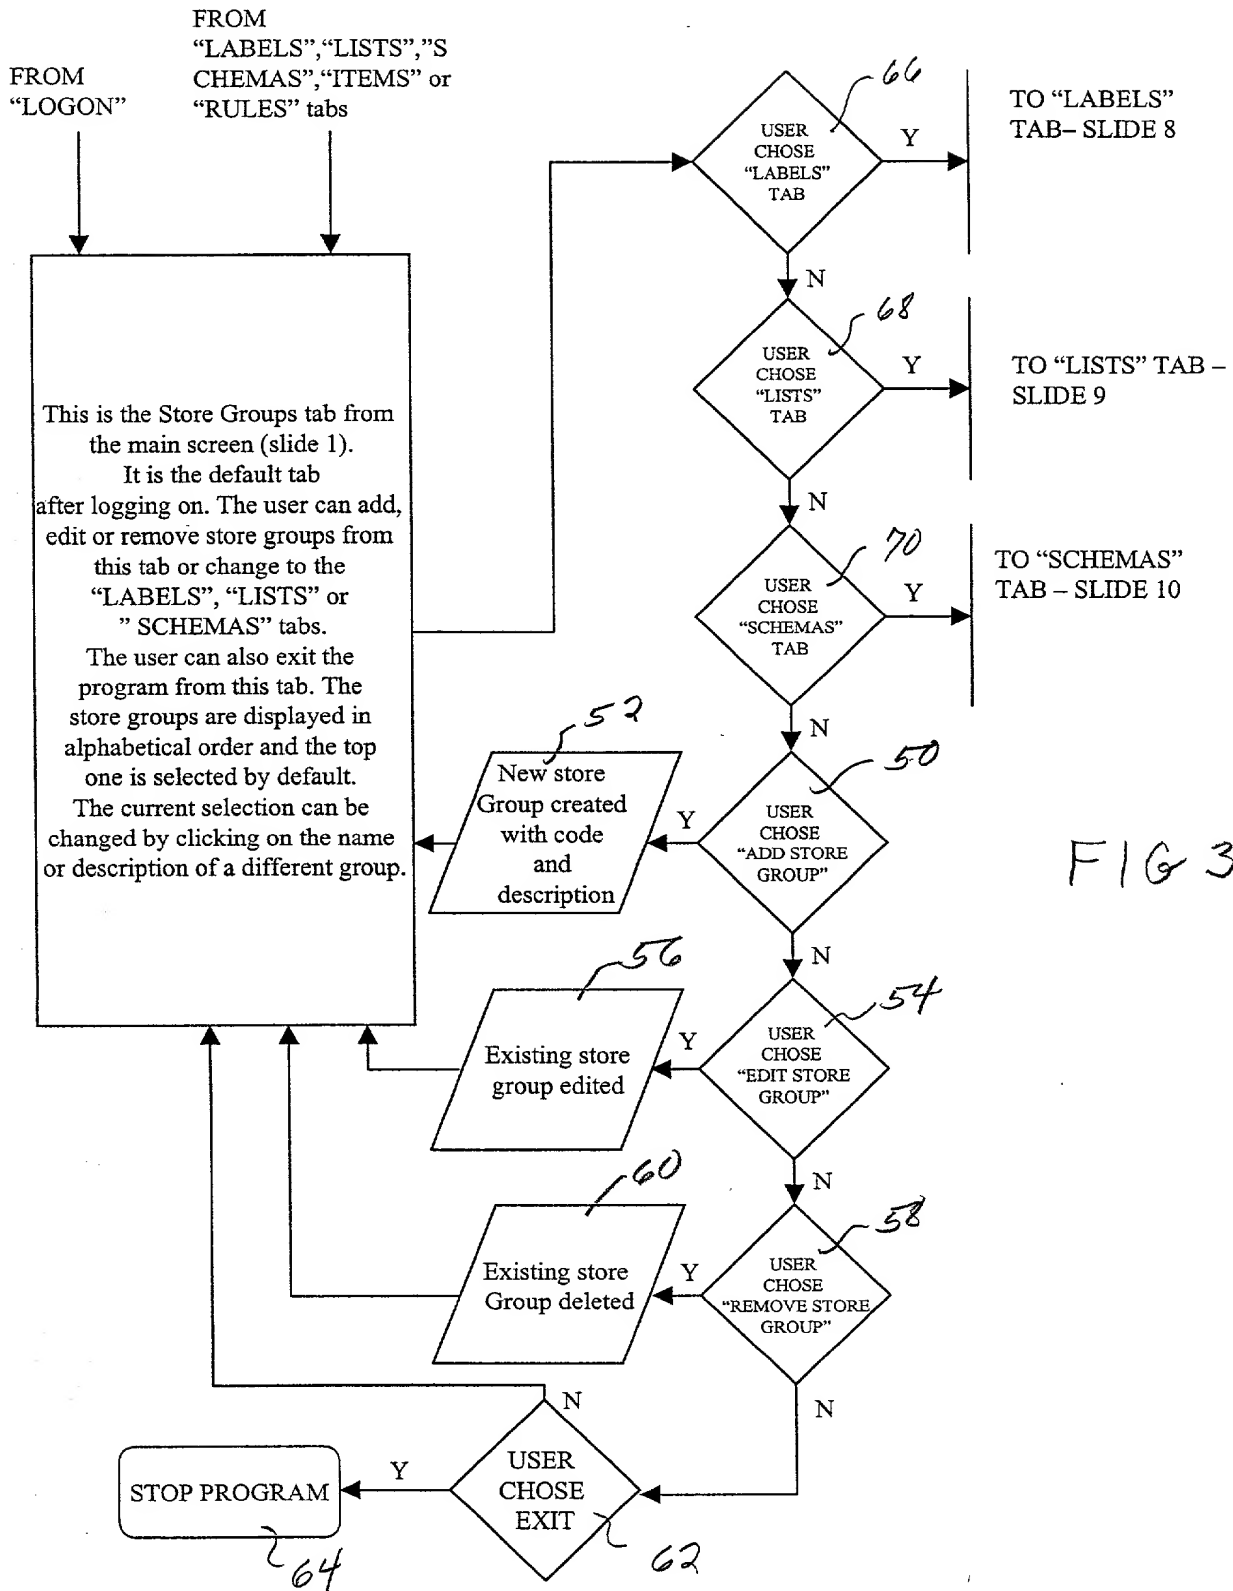 FROM
"LOGON"
FROM
"LABELS","LISTS","S
CHEMAS","ITEMS" or
"RULES" tabs
66
USER
CHOSE
"LABELS"
TAB
Y
TO "LABELS"
TAB– SLIDE 8
N
68
USER
CHOSE
"LISTS"
TAB
Y
TO "LISTS" TAB –
SLIDE 9
N
This is the Store Groups tab from
the main screen (slide 1).
It is the default tab
after logging on. The user can add,
edit or remove store groups from
this tab or change to the
"LABELS", "LISTS" or
" SCHEMAS" tabs.
The user can also exit the
program from this tab. The
store groups are displayed in
alphabetical order and the top
one is selected by default.
The current selection can be
changed by clicking on the name
or description of a different group.
70
USER
CHOSE
"SCHEMAS"
TAB
Y
TO "SCHEMAS"
TAB – SLIDE 10
N
52
New store
Group created
with code
and
description
Y
50
USER
CHOSE
"ADD STORE
GROUP"
FIG 3
N
56
Existing store
group edited
Y
54
USER
CHOSE
"EDIT STORE
GROUP"
N
60
Existing store
Group deleted
Y
58
USER
CHOSE
"REMOVE STORE
GROUP"
N
N
USER
CHOSE
EXIT
62
Y
STOP PROGRAM
64